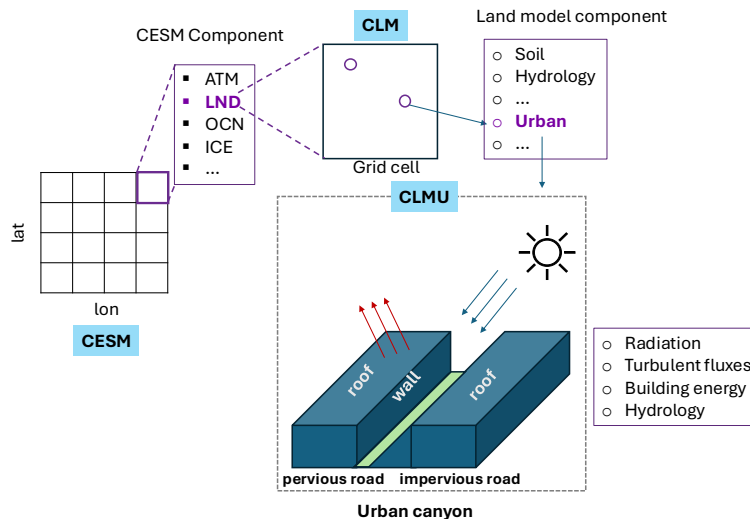 CESM Component
ATM
LND
OCN
ICE
...
lat
lon
CESM
CLM
Grid cell
Land model component
Soil
Hydrology
...
Urban
...
CLMU
roof
wall
roof
pervious road
impervious road
Urban canyon
Radiation
Turbulent fluxes
Building energy
Hydrology